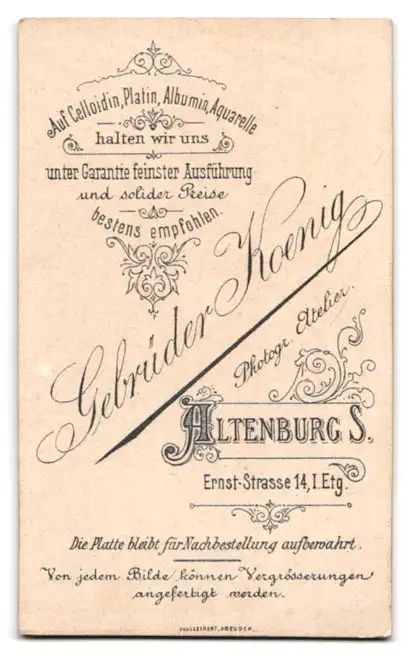 Auf Celloidin, Platin, Albumin, Aquarelle
halten wir uns
unter Garantie feinster Ausführung
und solider Preise
bestens empfohlen.
Gebrüder Koenig
Photogr. Atelier.
ALTENBURG S.
Ernst-Strasse 14, I. Etg.
Die Platte bleibt für Nachbestellung aufbewahrt.
Von jedem Bilde können Vergrösserungen
angefertigt werden.
DRESDEN.